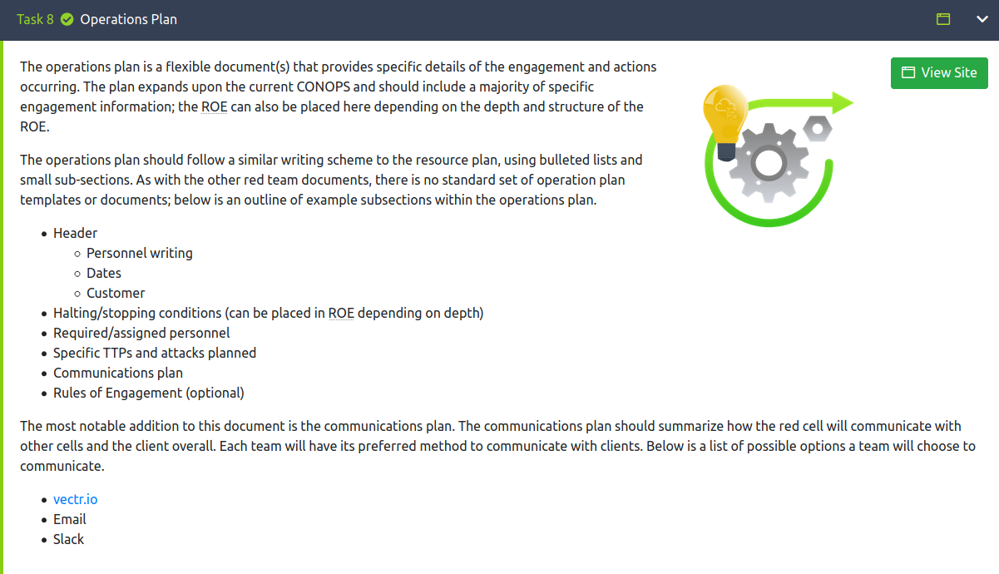 Task 8 Operations Plan
View Site
The operations plan is a flexible document(s) that provides specific details of the engagement and actions
occurring. The plan expands upon the current CONOPS and should include a majority of specific
engagement information; the ROE can also be placed here depending on the depth and structure of the
ROE.
The operations plan should follow a similar writing scheme to the resource plan, using bulleted lists and
small sub-sections. As with the other red team documents, there is no standard set of operation plan
templates or documents; below is an outline of example subsections within the operations plan.
Header
Personnel writing
Dates
Customer
Halting/stopping conditions (can be placed in ROE depending on depth)
Required/assigned personnel
Specific TTPs and attacks planned
Communications plan
Rules of Engagement (optional)
The most notable addition to this document is the communications plan. The communications plan should summarize how the red cell will communicate with
other cells and the client overall. Each team will have its preferred method to communicate with clients. Below is a list of possible options a team will choose to
communicate.
vectr.io
Email
Slack